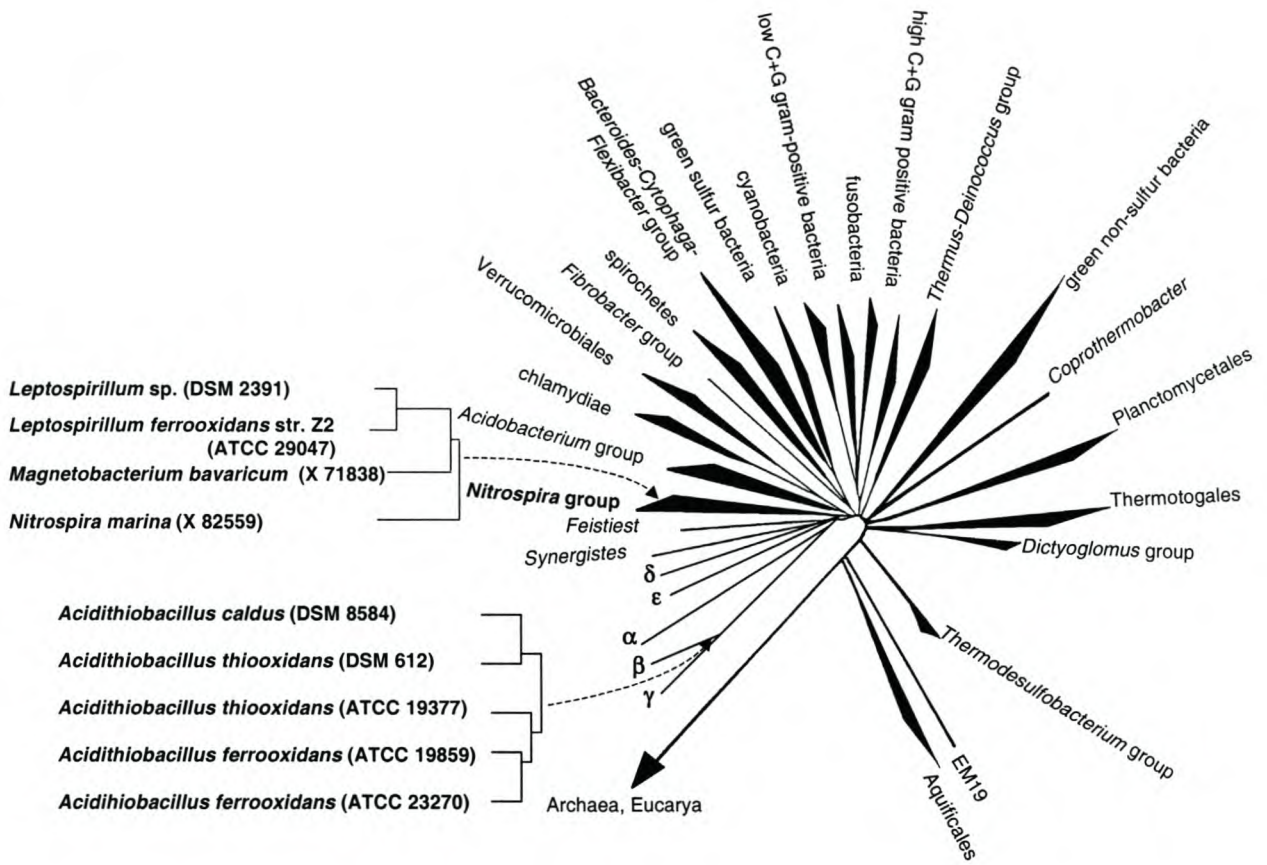 Leptospirillum sp. (DSM 2391)
Leptospirillum ferrooxidans str. Z2
(ATCC 29047)
Magnetobacterium bavaricum (X 71838)
Nitrospira marina (X 82559)
Acidithiobacillus caldus (DSM 8584)
Acidithiobacillus thiooxidans (DSM 612)
Acidithiobacillus thiooxidans (ATCC 19377)
Acidithiobacillus ferrooxidans (ATCC 19859)
Acidihiobacillus ferrooxidans (ATCC 23270)
Archaea, Eucarya
γ
β
α
ε
δ
Synergistes
Feistiest
Nitrospira group
Acidobacterium group
chlamydiae
Verrucomicrobiales
Fibrobacter group
spirochetes
Bacteroides-Cytophaga-
Flexibacter group
green sulfur bacteria
cyanobacteria
low C+G gram-positive bacteria
fusobacteria
high C+G gram positive bacteria
Thermus-Deinococcus group
green non-sulfur bacteria
Coprothermobacter
Planctomycetales
Thermotogales
Dictyoglomus group
Thermodesulfobacterium group
EM19
Aquificales